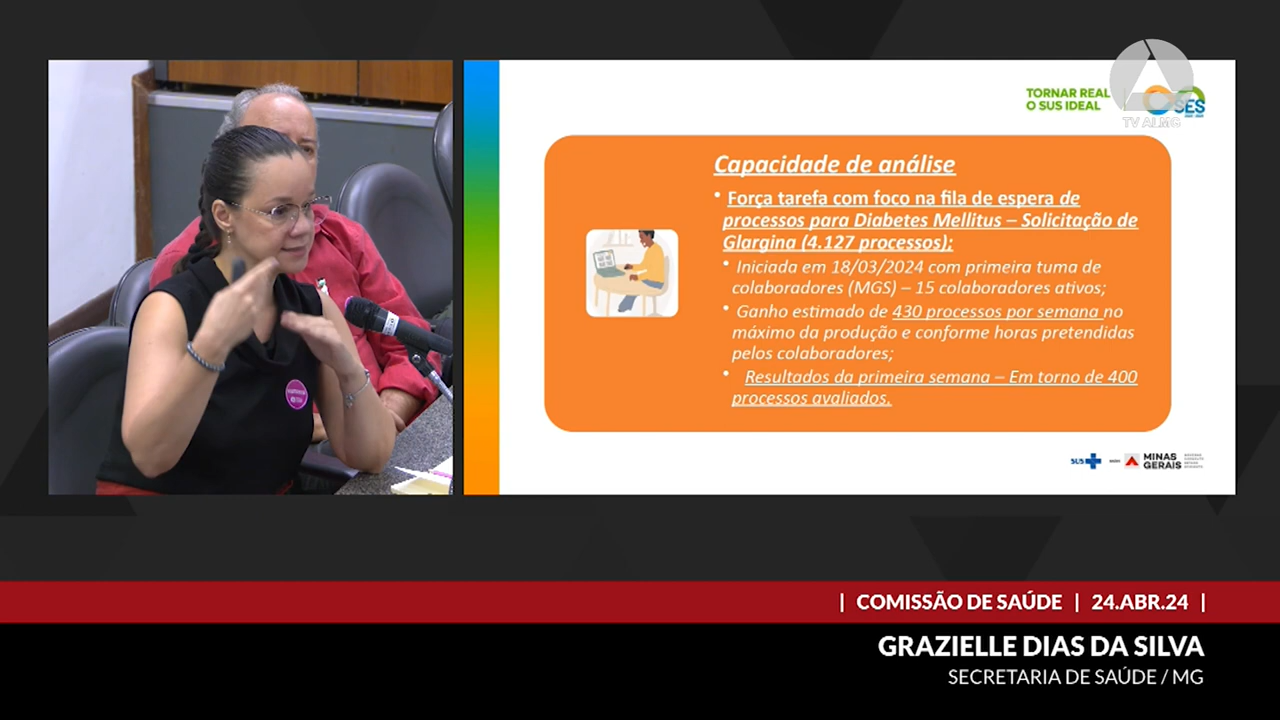 TORNAR REAL
O SUS IDEAL
SES
TV ALMG
Capacidade de análise
• Força tarefa com foco na fila de espera de
processos para Diabetes Mellitus – Solicitação de
Glargina (4.127 processos);
• Iniciada em 18/03/2024 com primeira tuma de
colaboradores (MGS) – 15 colaboradores ativos;
• Ganho estimado de 430 processos por semana no
máximo da produção e conforme horas pretendidas
pelos colaboradores;
• Resultados da primeira semana – Em torno de 400
processos avaliados.
SUS
MINAS
GERAIS
| COMISSÃO DE SAÚDE | 24.ABR.24 |
GRAZIELLE DIAS DA SILVA
SECRETARIA DE SAÚDE / MG